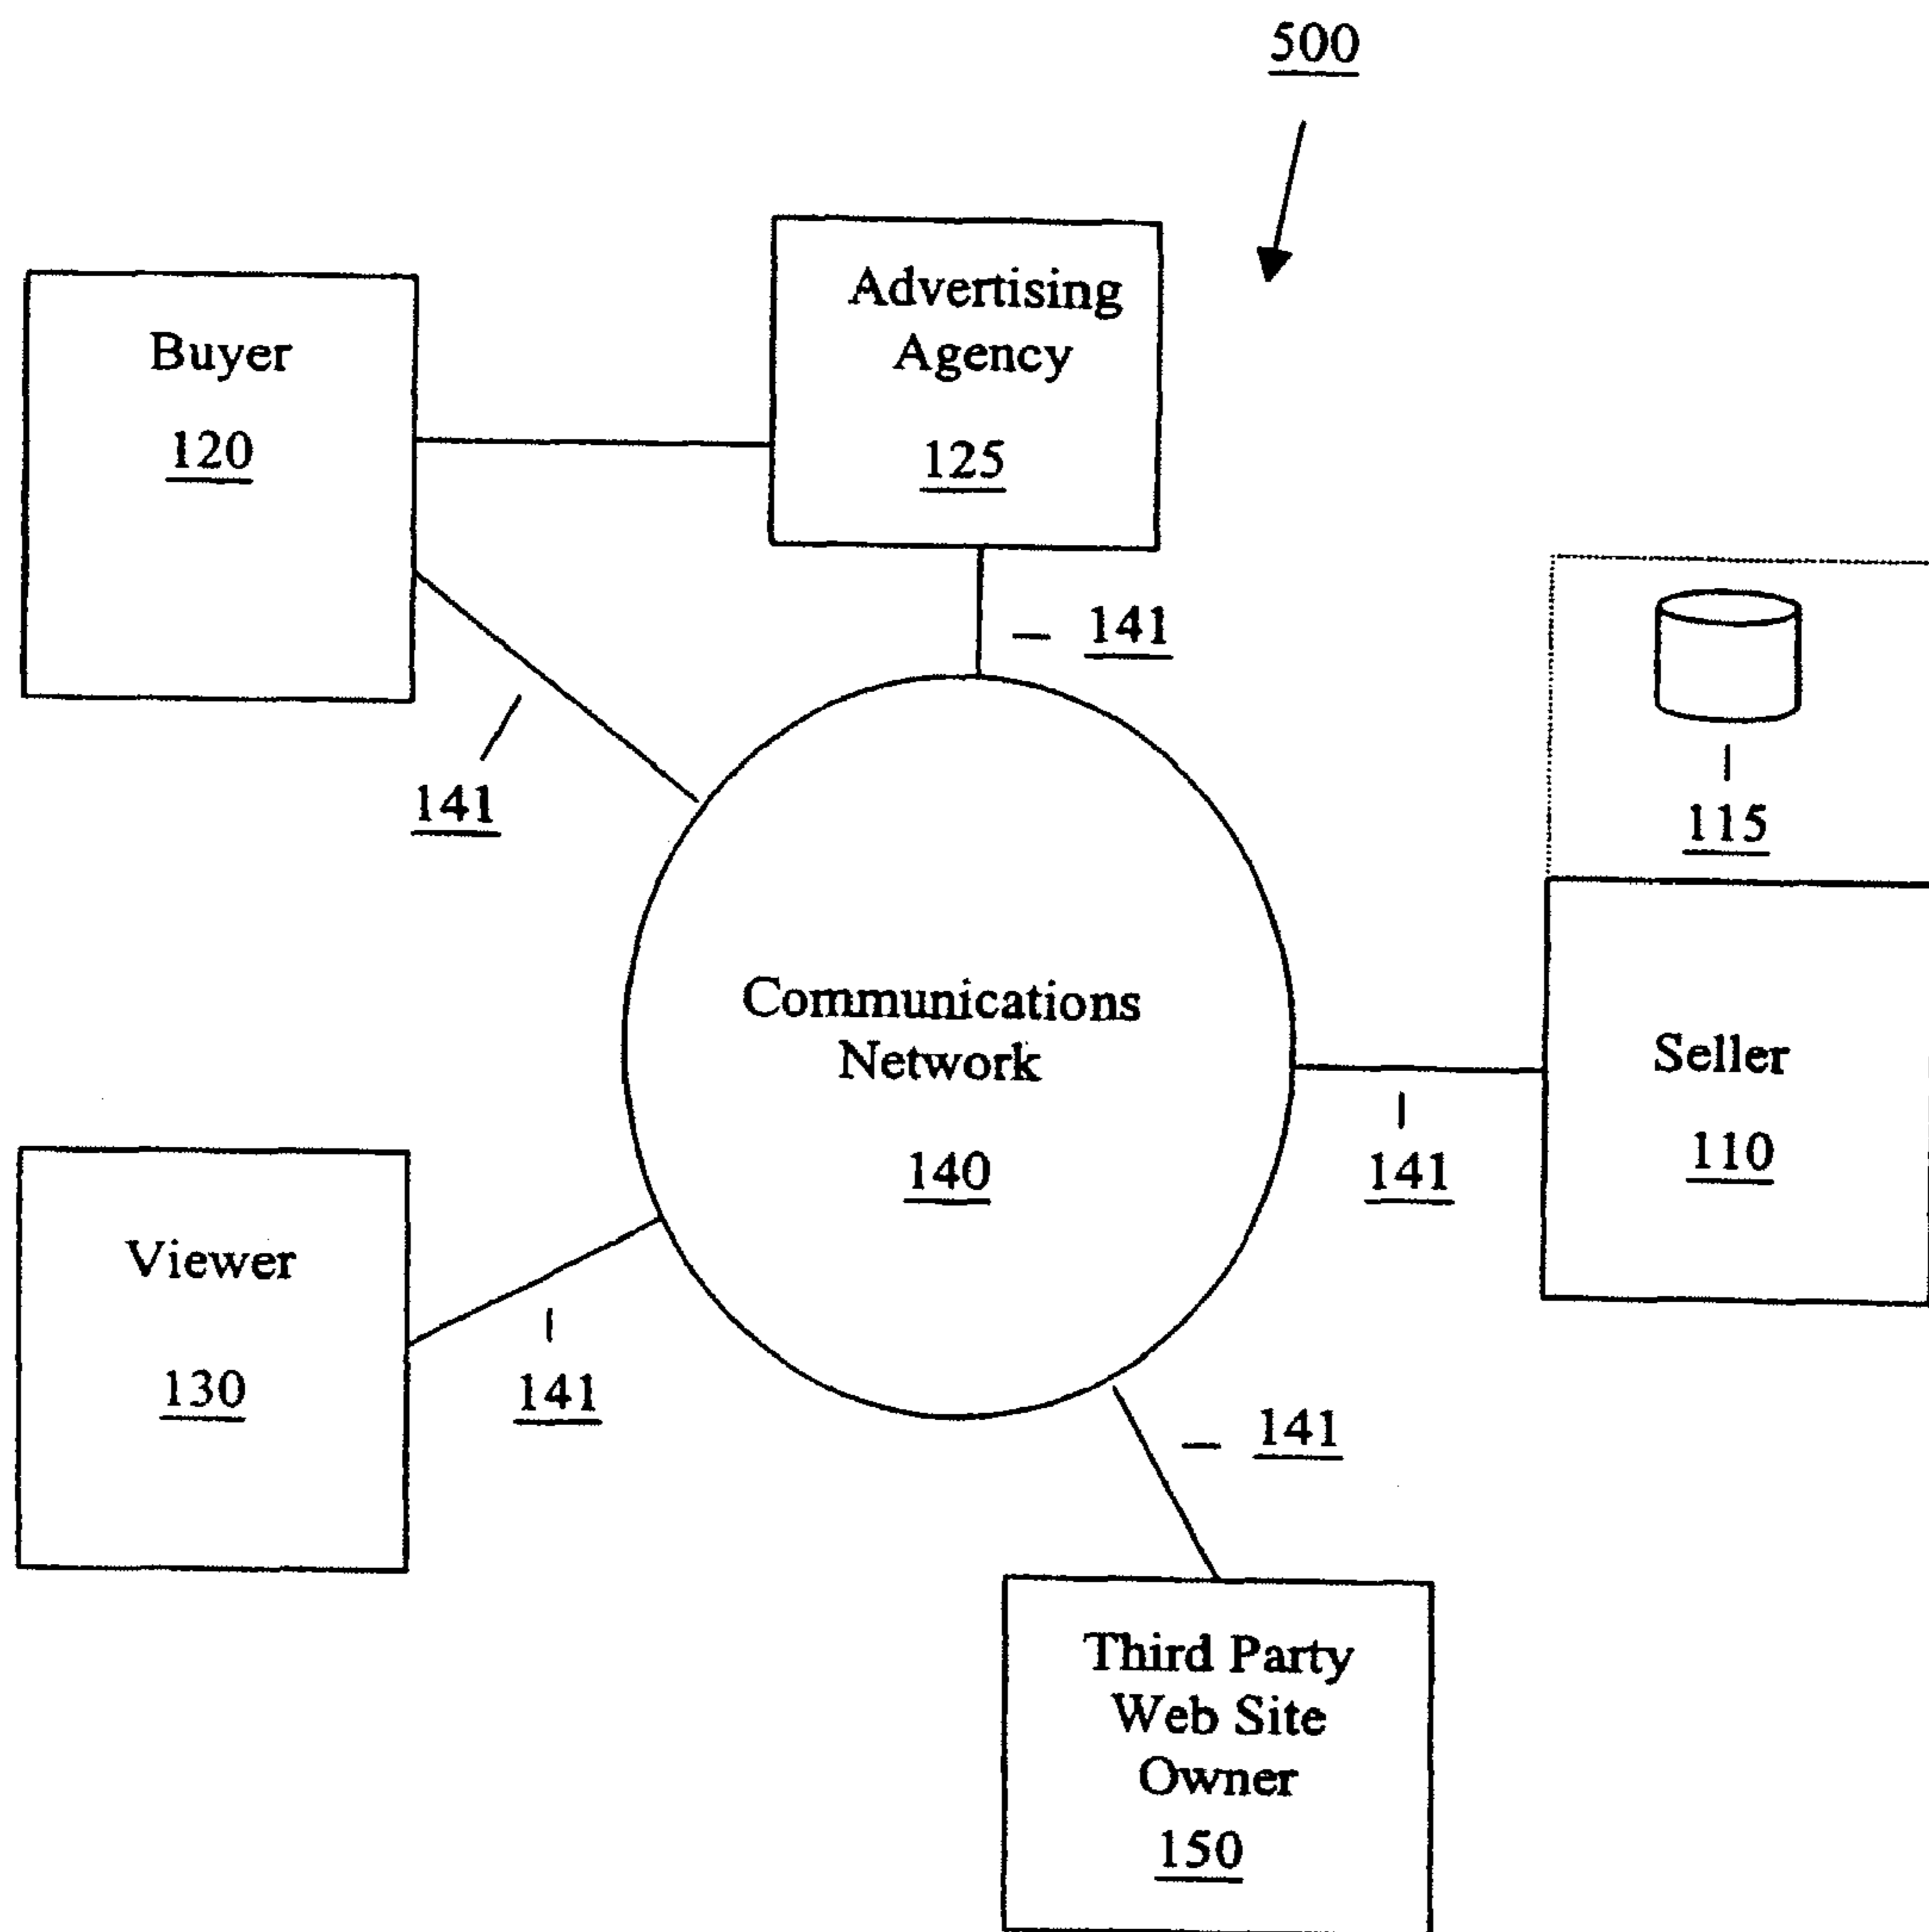 500
Advertising
Agency
125
Buyer
120
141
141
115
Communications
Network
140
Seller
110
141
Viewer
130
141
141
Third Party
Web Site
Owner
150